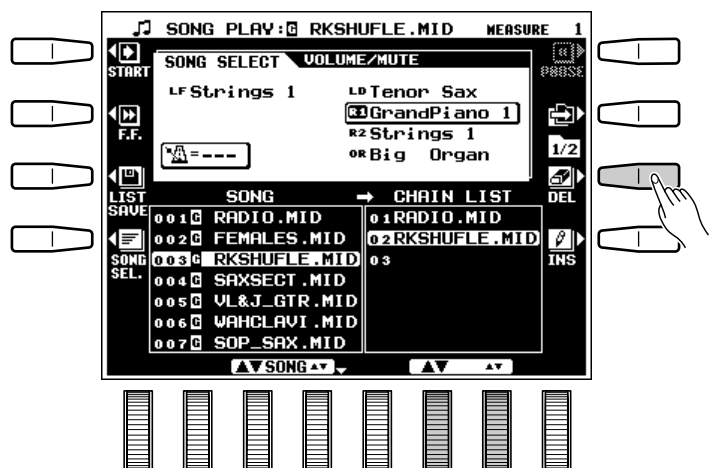 SONG PLAY:G RKSHUFLE.MID MEASURE 1
START
PAUSE
SONG SELECT VOLUME/MUTE
LF Strings 1
LD Tenor Sax
R1 GrandPiano 1
R2 Strings 1
OR Big Organ
=---
F.F.
1/2
LIST SAVE
DEL
SONG → CHAIN LIST
001 G RADIO.MID
002 G FEMALES.MID
003 G RKSHUFLE.MID
004 G SAXSECT.MID
005 G VL&J_GTR.MID
006 G WAHCLAVI.MID
007 G SOP_SAX.MID
01 RADIO.MID
02 RKSHUFLE.MID
03
SONG SEL.
INS
▲▼SONG▲▼
▲▼ ▲▼